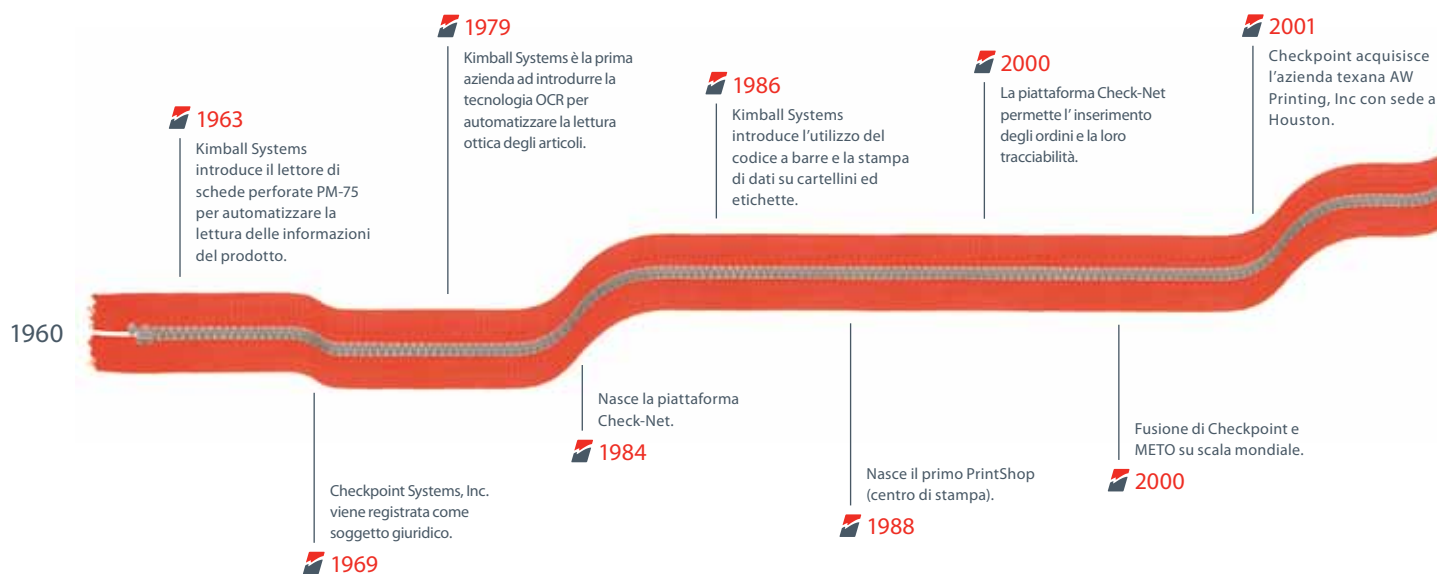 1960
1963
Kimball Systems
introduce il lettore di
schede perforate PM-75
per automatizzare la
lettura delle informazioni
del prodotto.
Checkpoint Systems, Inc.
viene registrata come
soggetto giuridico.
1969
1979
Kimball Systems è la prima
azienda ad introdurre la
tecnologia OCR per
automatizzare la lettura
ottica degli articoli.
Nasce la piattaforma
Check-Net.
1984
1986
Kimball Systems
introduce l’utilizzo del
codice a barre e la stampa
di dati su cartellini ed
etichette.
Nasce il primo PrintShop
(centro di stampa).
1988
2000
La piattaforma Check-Net
permette l’ inserimento
degli ordini e la loro
tracciabilità.
Fusione di Checkpoint e
METO su scala mondiale.
2000
2001
Checkpoint acquisisce
l’azienda texana AW
Printing, Inc con sede a
Houston.